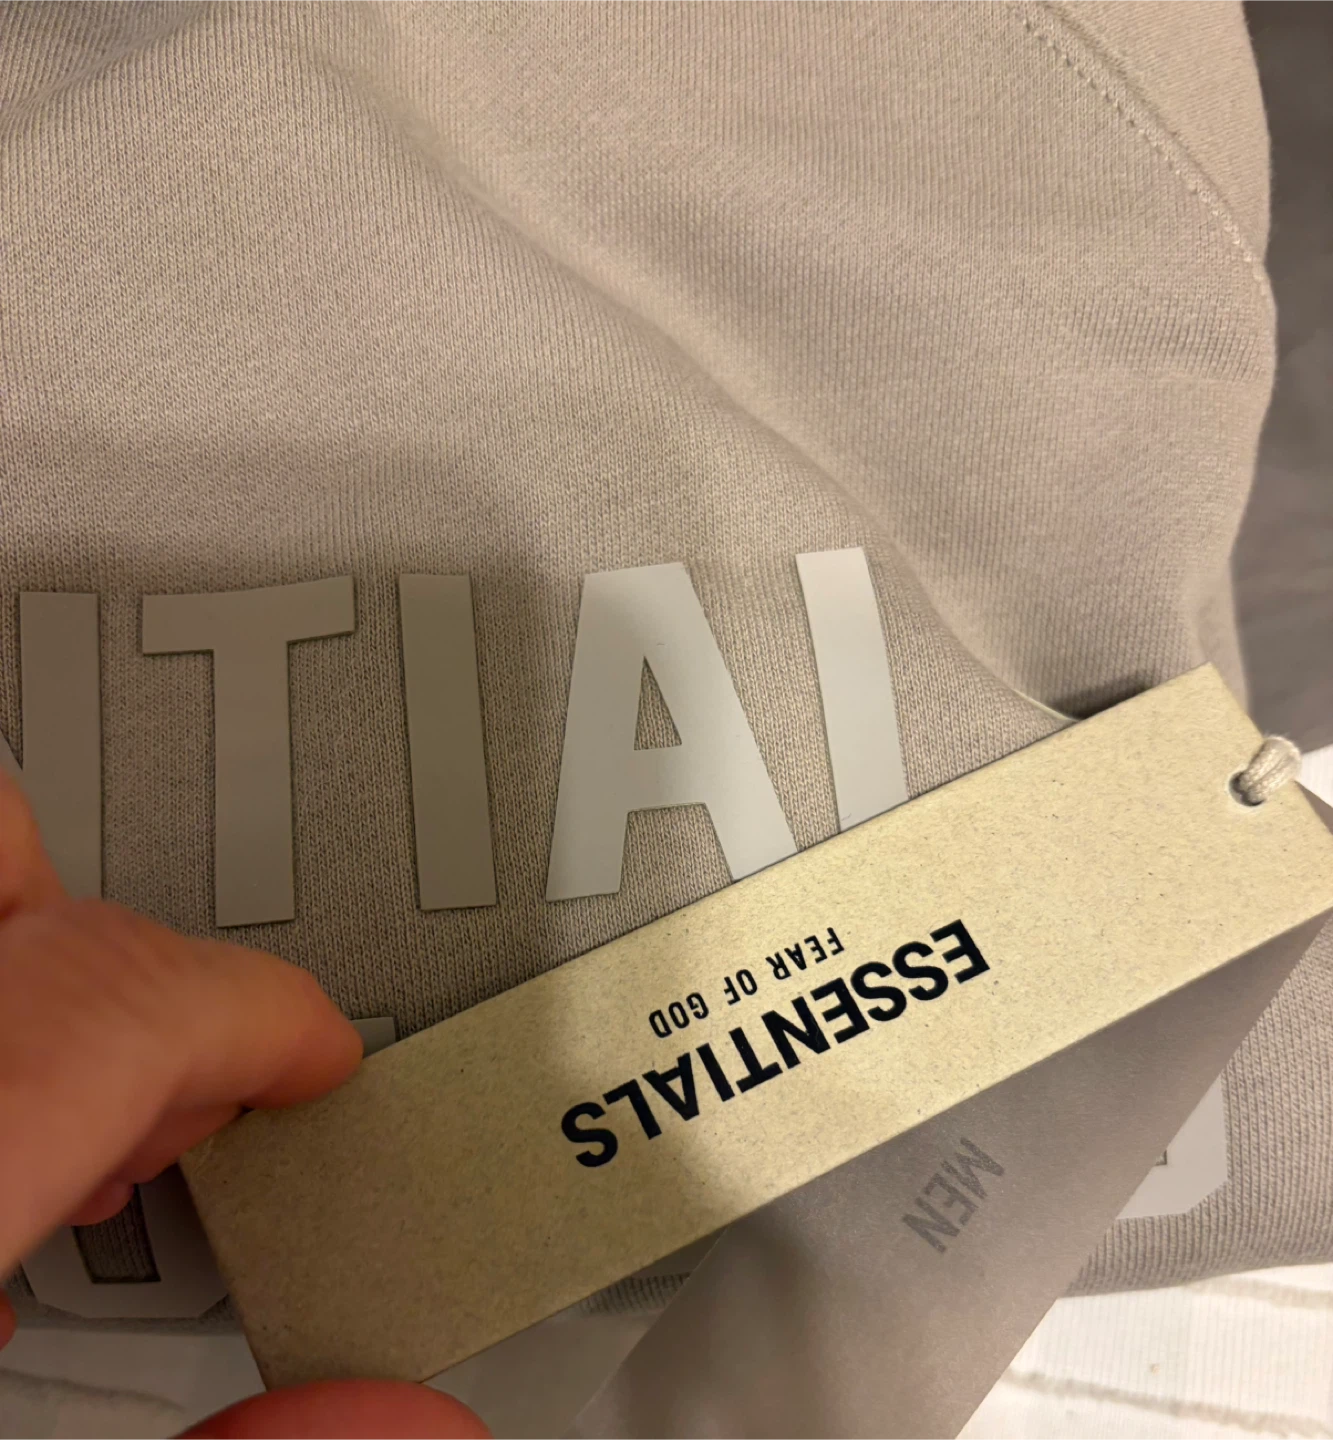 NTIAL
FEAR OF GOD
ESSENTIALS
MEN